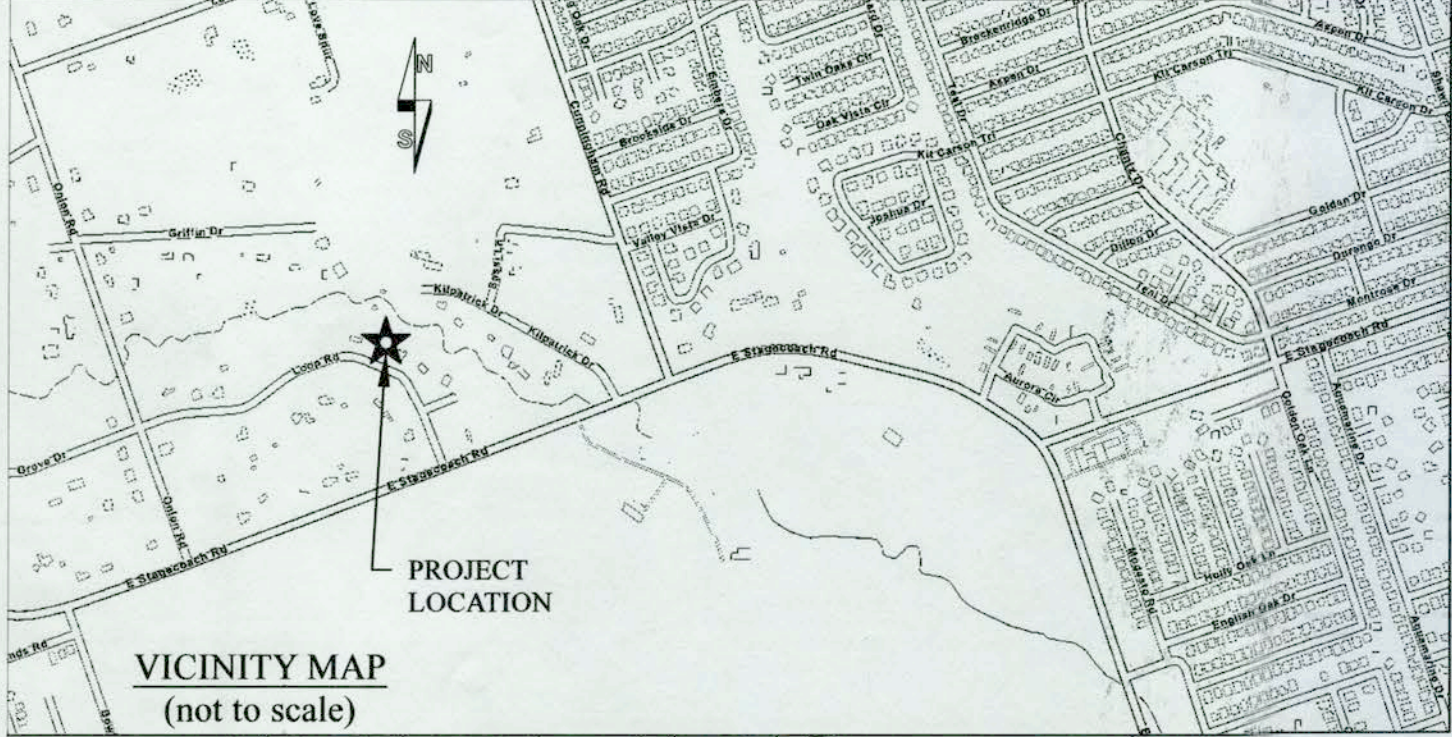 N
S
Onion Rd
Griffin Dr
Kilpatrick Dr
Kilpatrick Dr
Loop Rd
Grove Dr
Onion Rd
E Stagecoach Rd
E Stagecoach Rd
E Stagecoach Rd
E Stagecoach Rd
Cunningham Rd
Brookside Dr
Valley Vista Dr
Twin Oaks Cir
Oak Vista Cir
Kit Carson Trl
Joshua Dr
Breckenridge Dr
Aspen Dr
Aspen Dr
Kit Carson Trl
Kit Carson Dr
Teal Dr
Golden Dr
Durango Dr
Montrose Dr
Dillon Dr
Aurora Cir
Golden Oak Ln
Aquamarine Dr
Holly Oak Ln
English Oak Dr
Aquamarine Dr
PROJECT
LOCATION
VICINITY MAP
(not to scale)